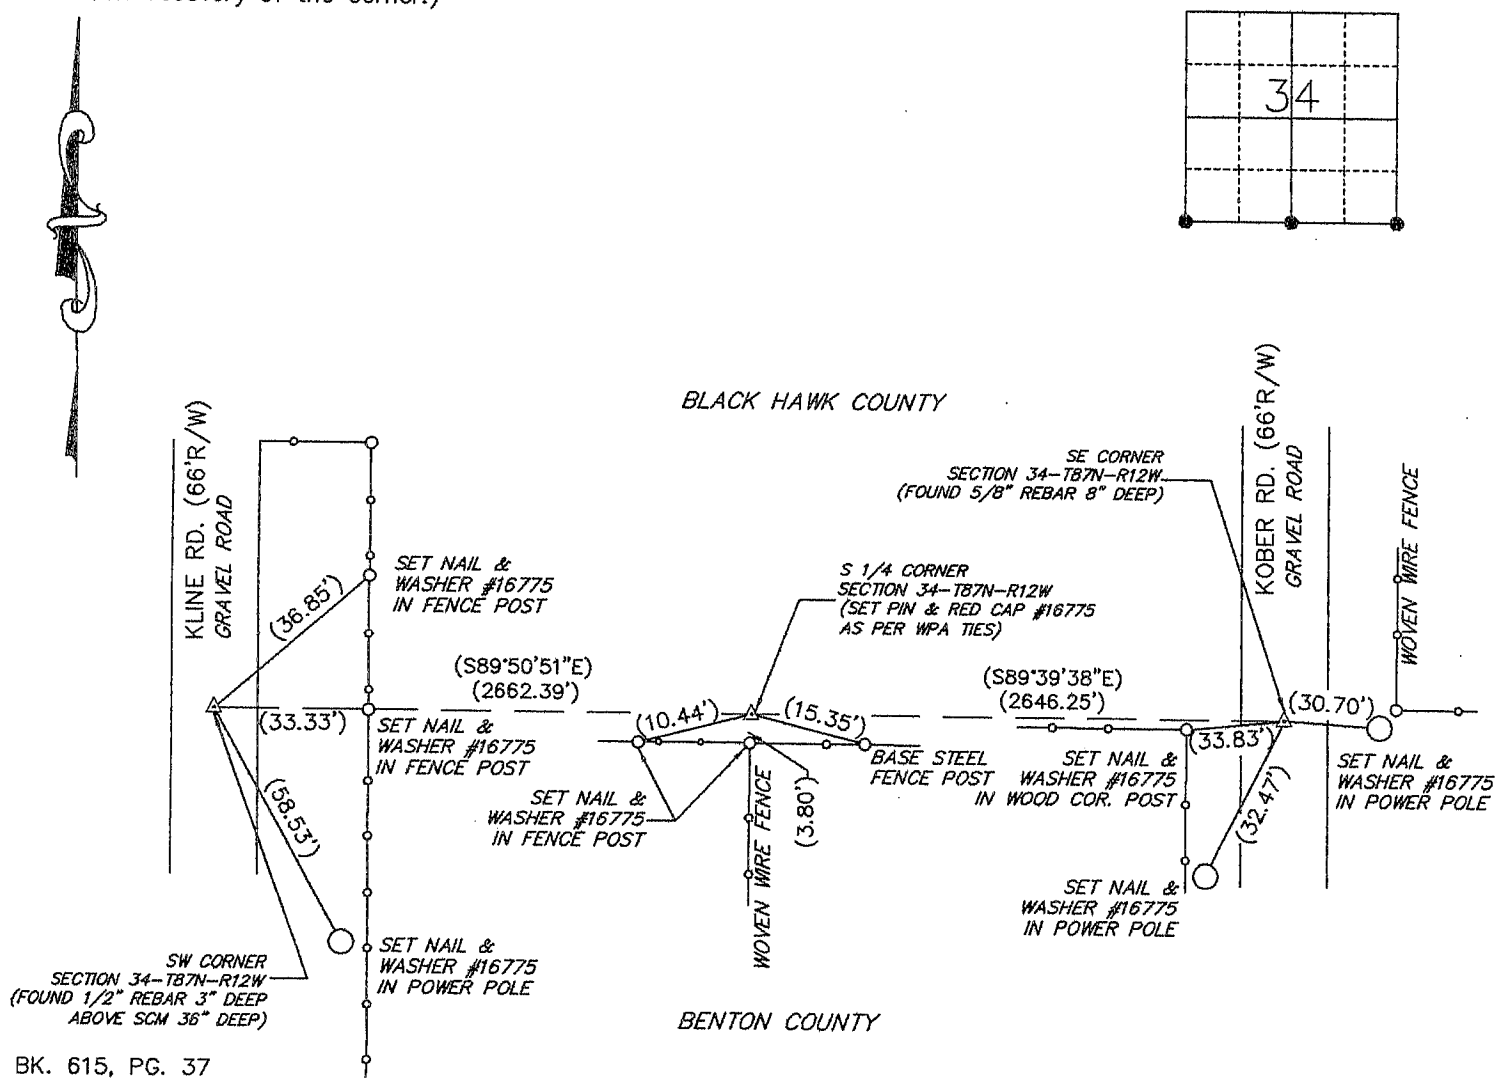 recovery of the corner.)
34
BLACK HAWK COUNTY
KLINE RD. (66'R/W)
GRAVEL ROAD
SE CORNER
SECTION 34-T87N-R12W
(FOUND 5/8" REBAR 8" DEEP)
KOBER RD. (66'R/W)
GRAVEL ROAD
WOVEN WIRE FENCE
(36.85')
SET NAIL &
WASHER #16775
IN FENCE POST
S 1/4 CORNER
SECTION 34-T87N-R12W
(SET PIN & RED CAP #16775
AS PER WPA TIES)
(S89°50'51"E)
(2662.39')
(S89°39'38"E)
(2646.25')
(33.33')
(10.44')
(15.35')
(33.83')
(30.70')
SET NAIL &
WASHER #16775
IN FENCE POST
BASE STEEL
FENCE POST
SET NAIL &
WASHER #16775
IN WOOD COR. POST
SET NAIL &
WASHER #16775
IN POWER POLE
(58.53')
SET NAIL &
WASHER #16775
IN FENCE POST
WOVEN WIRE FENCE
(3.80')
(32.47')
SET NAIL &
WASHER #16775
IN POWER POLE
SW CORNER
SECTION 34-T87N-R12W
(FOUND 1/2" REBAR 3" DEEP
ABOVE SCM 36" DEEP)
SET NAIL &
WASHER #16775
IN POWER POLE
BENTON COUNTY
BK. 615, PG. 37